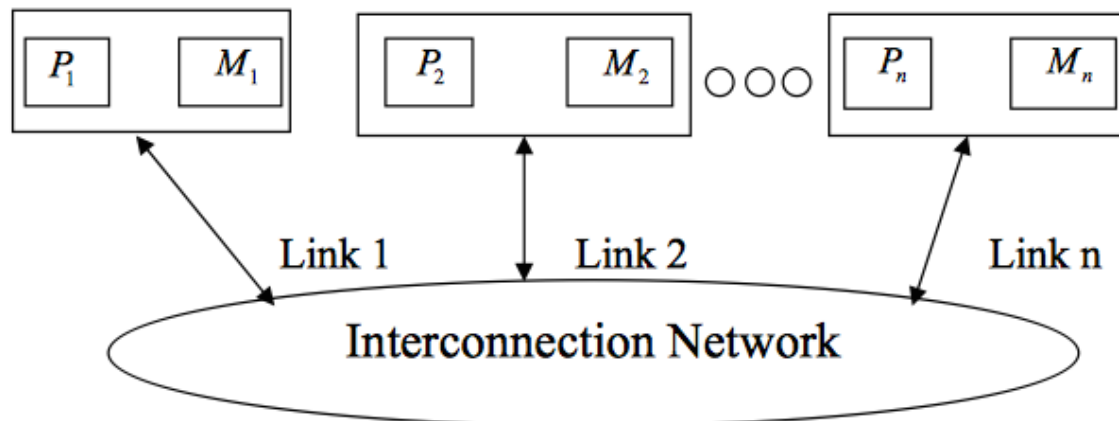 P₁ M₁ P₂ M₂ Pₙ Mₙ
Link 1 Link 2 Link n
Interconnection Network